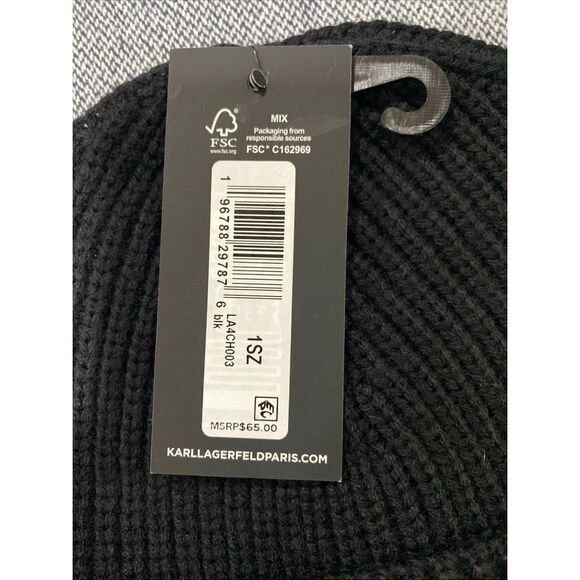 FSC
www.fsc.org
MIX
Packaging from
responsible sources
FSC® C162969
1 96788 29787 6
LA4CH003
blk
1SZ
MSRP$65.00
KARLLAGERFELDPARIS.COM